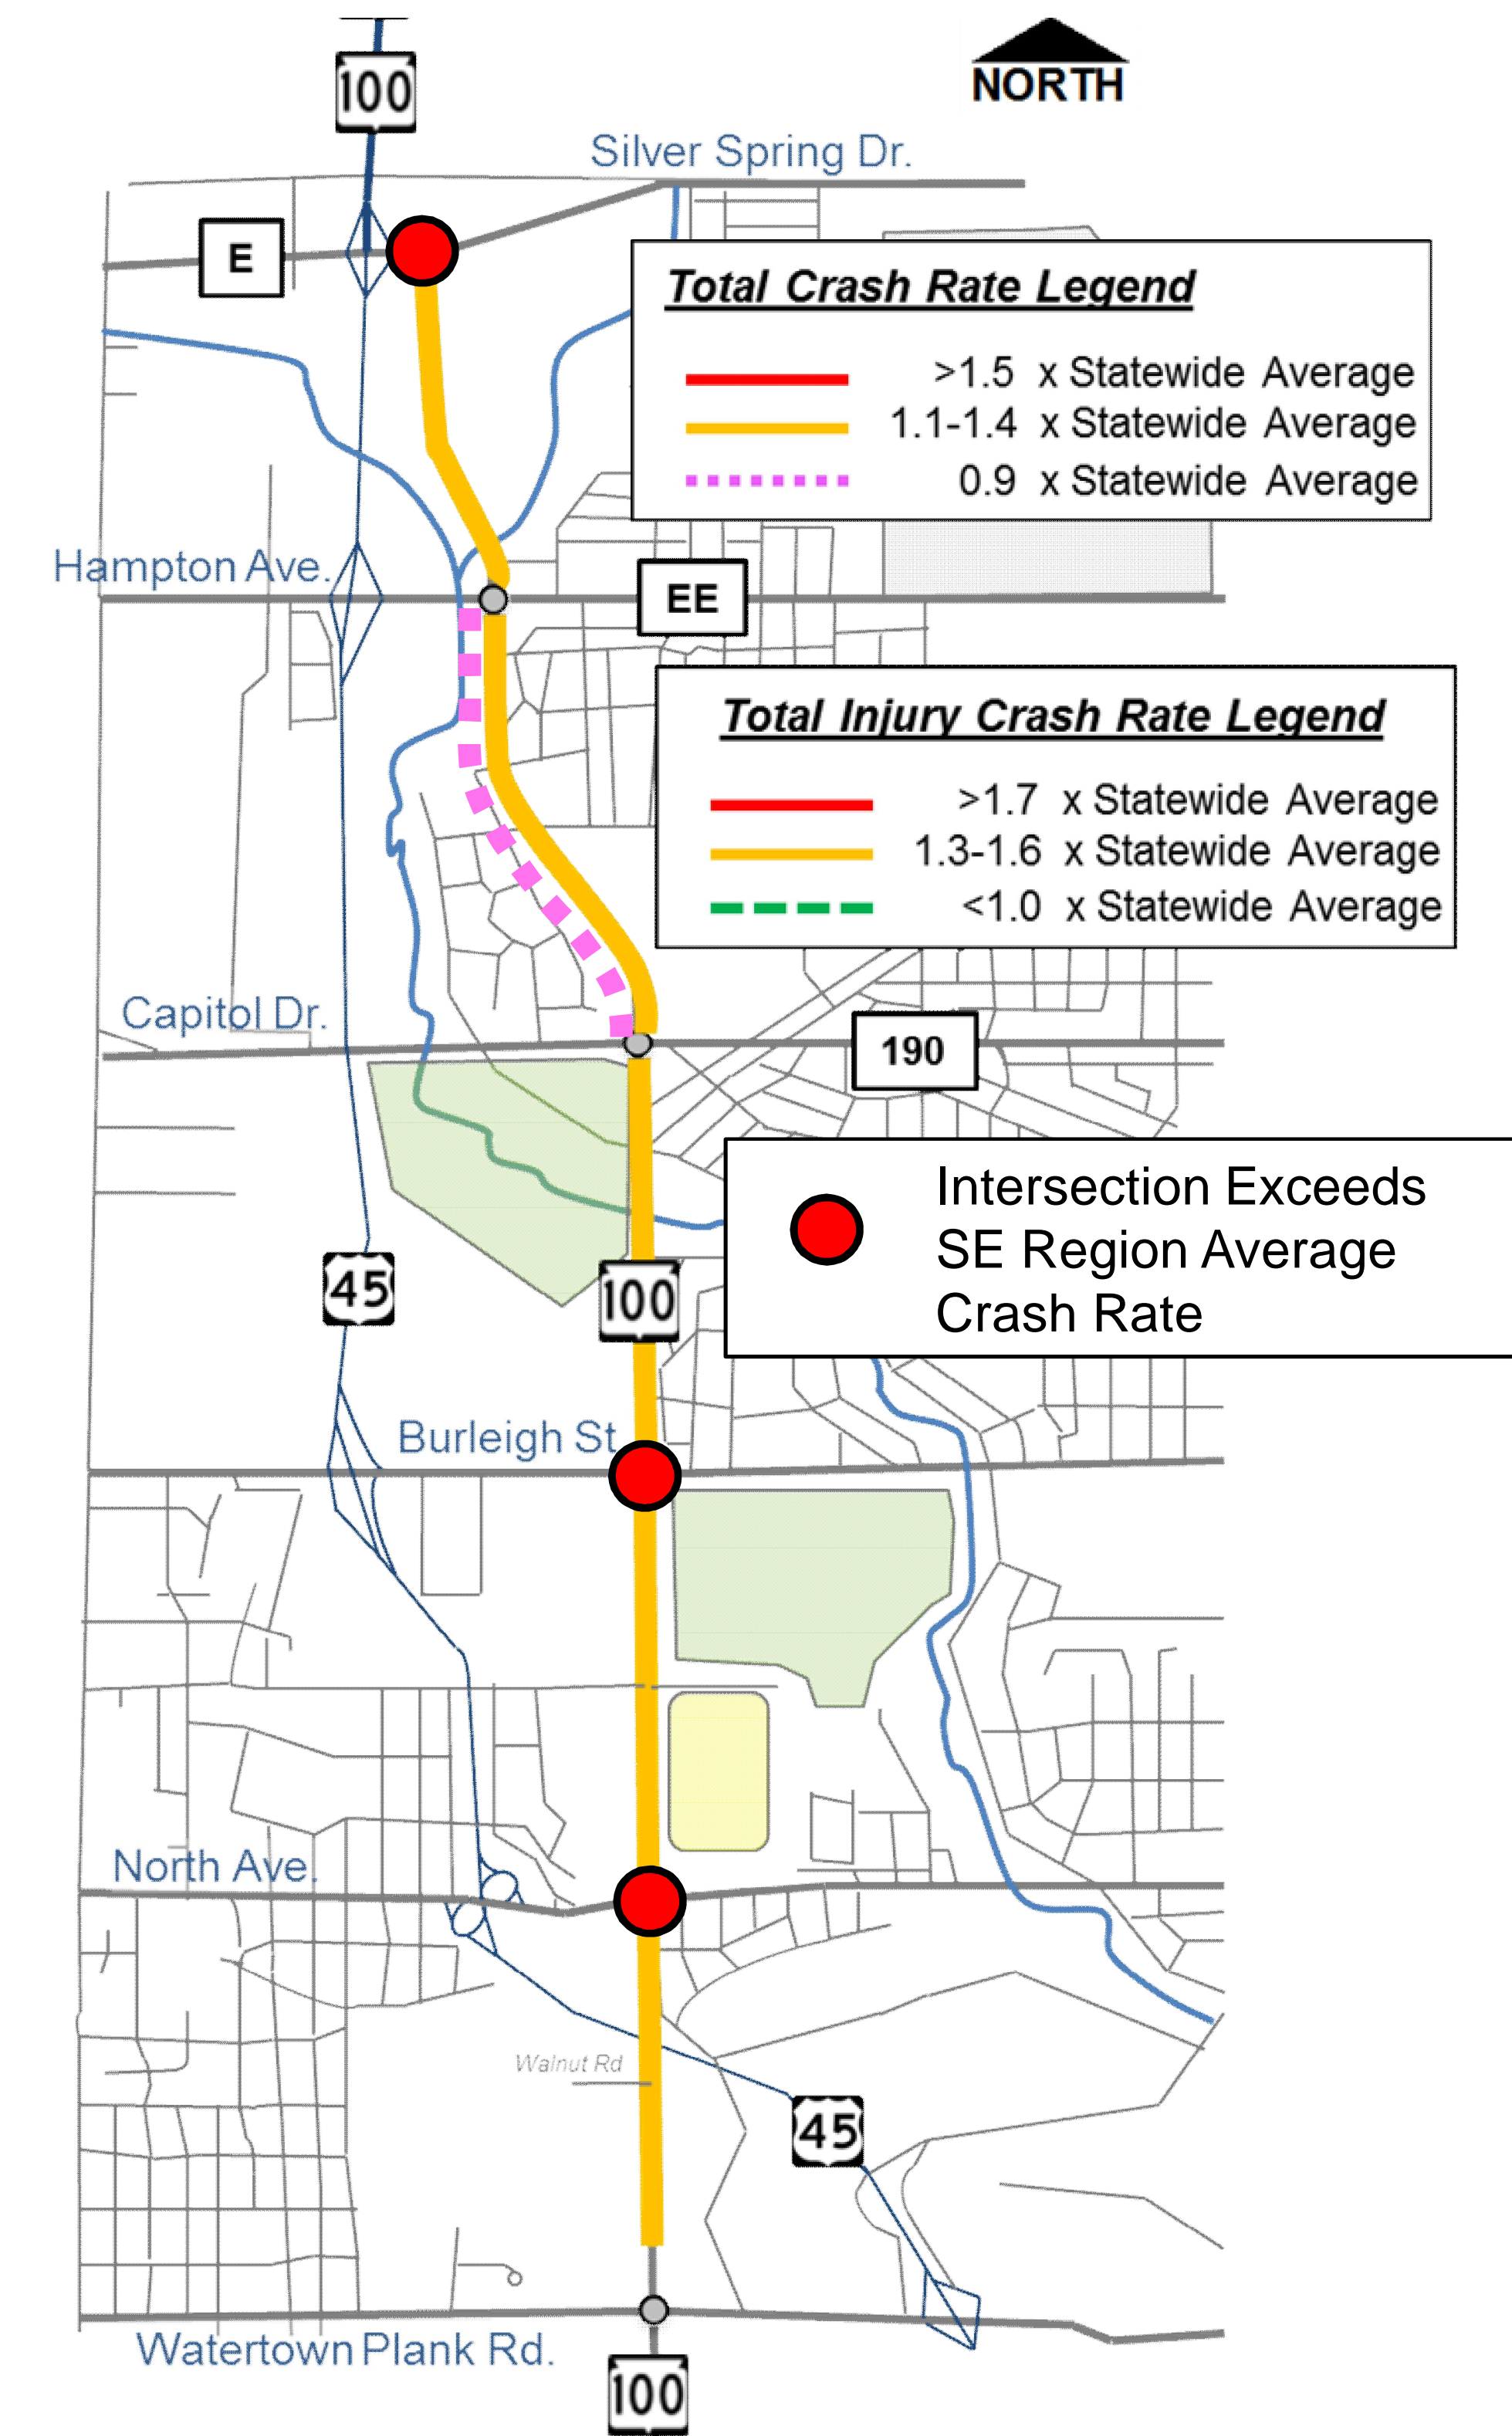 100
NORTH
Silver Spring Dr.
E
Total Crash Rate Legend
>1.5 x Statewide Average
1.1-1.4 x Statewide Average
0.9 x Statewide Average
Hampton Ave.
EE
Total Injury Crash Rate Legend
>1.7 x Statewide Average
1.3-1.6 x Statewide Average
<1.0 x Statewide Average
Capitol Dr.
190
Intersection Exceeds
SE Region Average
Crash Rate
45
100
Burleigh St
North Ave.
Walnut Rd
45
Watertown Plank Rd.
100